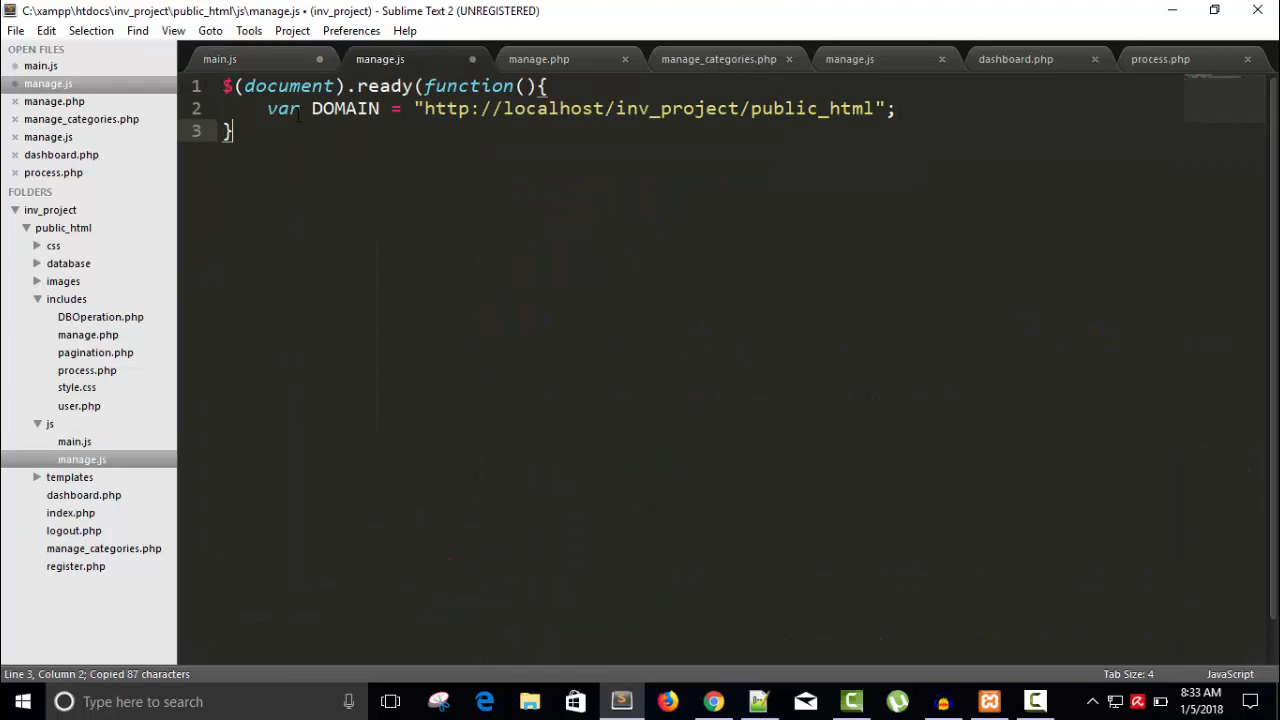 C:\xampp\htdocs\inv_project\public_html\js\manage.js • (inv_project) - Sublime Text 2 (UNREGISTERED)
File Edit Selection Find View Goto Tools Project Preferences Help
OPEN FILES
main.js
manage.js
manage.php
manage_categories.php
manage.js
dashboard.php
process.php
FOLDERS
inv_project
public_html
css
database
images
includes
DBOperation.php
manage.php
pagination.php
process.php
style.css
user.php
js
main.js
manage.js
templates
dashboard.php
index.php
logout.php
manage_categories.php
register.php
main.js manage.js manage.php manage_categories.php manage.js dashboard.php process.php
1 $(document).ready(function(){
2 var DOMAIN = "http://localhost/inv_project/public_html";
3 }
Line 3, Column 2; Copied 87 characters Tab Size: 4 JavaScript
Type here to search
8:33 AM
1/5/2018